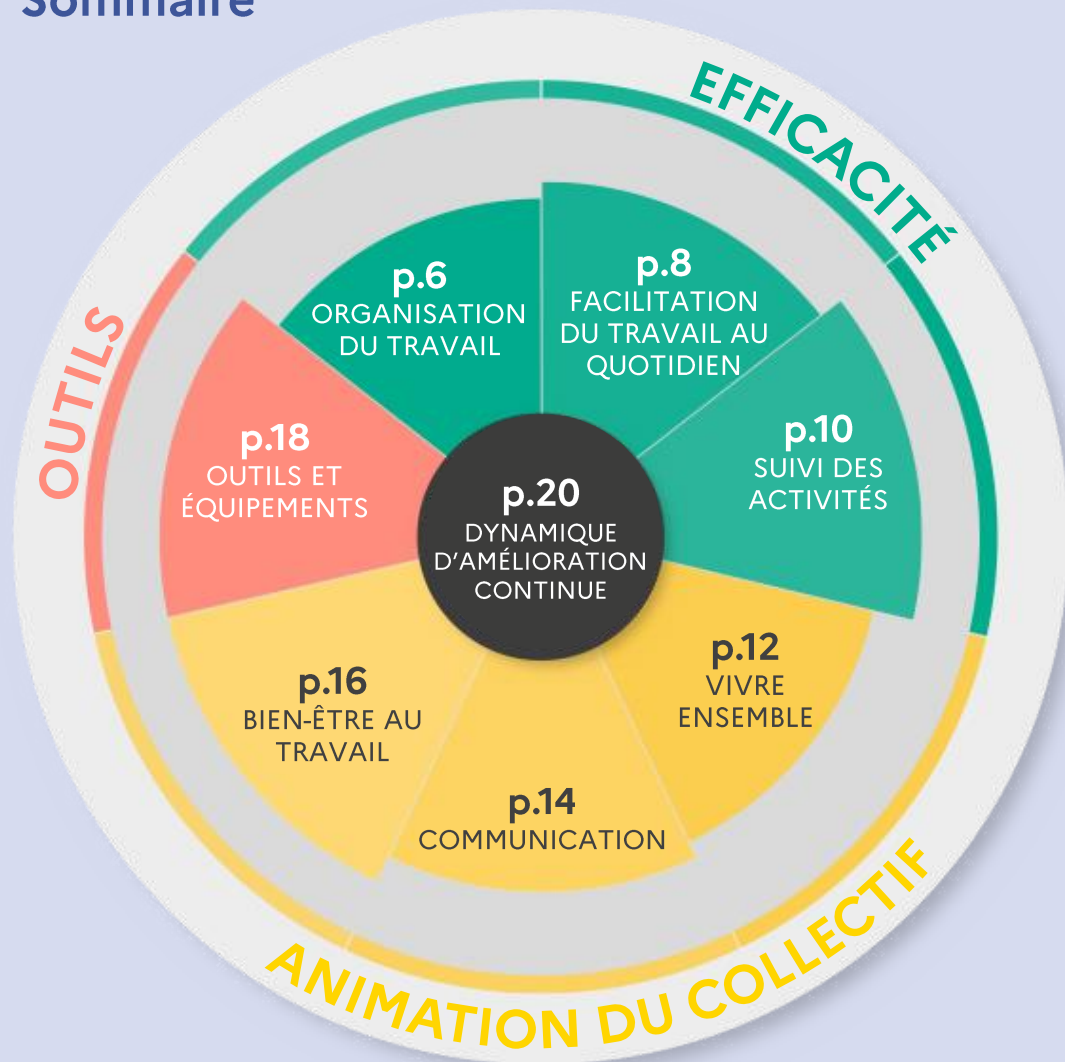 Sommaire
EFFICACITÉ
p.6
ORGANISATION
DU TRAVAIL
p.8
FACILITATION
DU TRAVAIL AU
QUOTIDIEN
p.10
SUIVI DES
ACTIVITÉS
p.12
VIVRE
ENSEMBLE
p.14
COMMUNICATION
p.16
BIEN-ÊTRE AU
TRAVAIL
p.18
OUTILS ET
ÉQUIPEMENTS
p.20
DYNAMIQUE
D’AMÉLIORATION
CONTINUE
OUTILS
ANIMATION DU COLLECTIF